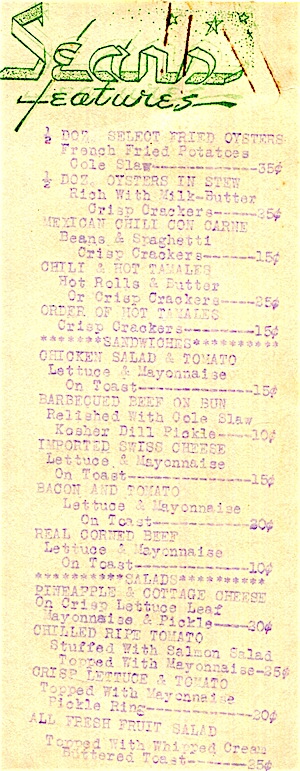 Séan's
features
½ DOZ. SELECT FRIED OYSTERS
French Fried Potatoes
Cole Slaw--------------35¢
½ DOZ. OYSTERS IN STEW
Rich With Milk-Butter
Crisp Crackers-----35¢
MEXICAN CHILI CON CARNE
Beans & Spaghetti
Crisp Crackers------15¢
CHILI & HOT TAMALES
Hot Rolls & Butter
Or Crisp Crackers-----25¢
ORDER OF HOT TAMALES
Crisp Crackers---------15¢
*******SANDWICHES**********
CHICKEN SALAD & TOMATO
Lettuce & Mayonnaise
On Toast--------------15¢
BARBECUED BEEF ON BUN
Relished With Cole Slaw
Kosher Dill Pickle----10¢
IMPORTED SWISS CHEESE
Lettuce & Mayonnaise
On Toast---------------15¢
BACON AND TOMATO
Lettuce & Mayonnaise
On Toast-----------20¢
REAL CORNED BEEF
Lettuce & Mayonnaise
On Toast-------------10¢
**********SALADS**********
PINEAPPLE & COTTAGE CHEESE
On Crisp Lettuce Leaf
Mayonnaise & Pickle----30¢
CHILLED RIPE TOMATO
Stuffed With Salmon Salad
Topped With Mayonnaise-35¢
CRISP LETTUCE & TOMATO
Topped With Mayonnaise
Pickle Ring------------20¢
ALL FRESH FRUIT SALAD
Topped With Whipped Cream
Buttered Toast-------35¢